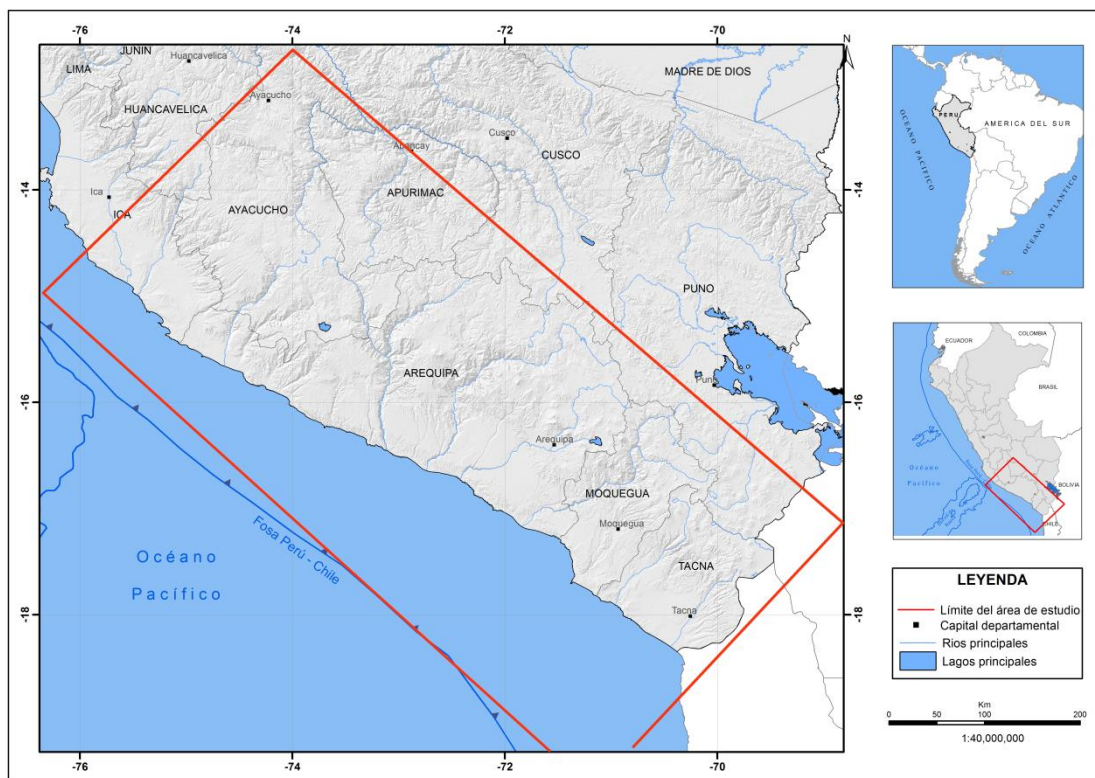 -76
-74
-72
-70
N
JUNIN
Huancavelica
LIMA
MADRE DE DIOS
HUANCAVELICA
Ayacucho
Cusco
Abancay
CUSCO
-14
-14
Ica
ICA
APURIMAC
AYACUCHO
PUNO
AREQUIPA
Puno
-16
-16
Arequipa
MOQUEGUA
Moquegua
Fosa Perú - Chile
Océano
Pacífico
TACNA
Tacna
-18
-18
-76
-74
-72
-70
PERU
AMERICA DEL SUR
OCEANO PACIFICO
OCEANO ATLANTICO
COLOMBIA
ECUADOR
BRASIL
Océano
Pacífico
BOLIVIA
CHILE
LEYENDA
Límite del área de estudio
Capital departamental
Rios principales
Lagos principales
Km
0 50 100 200
1:40,000,000